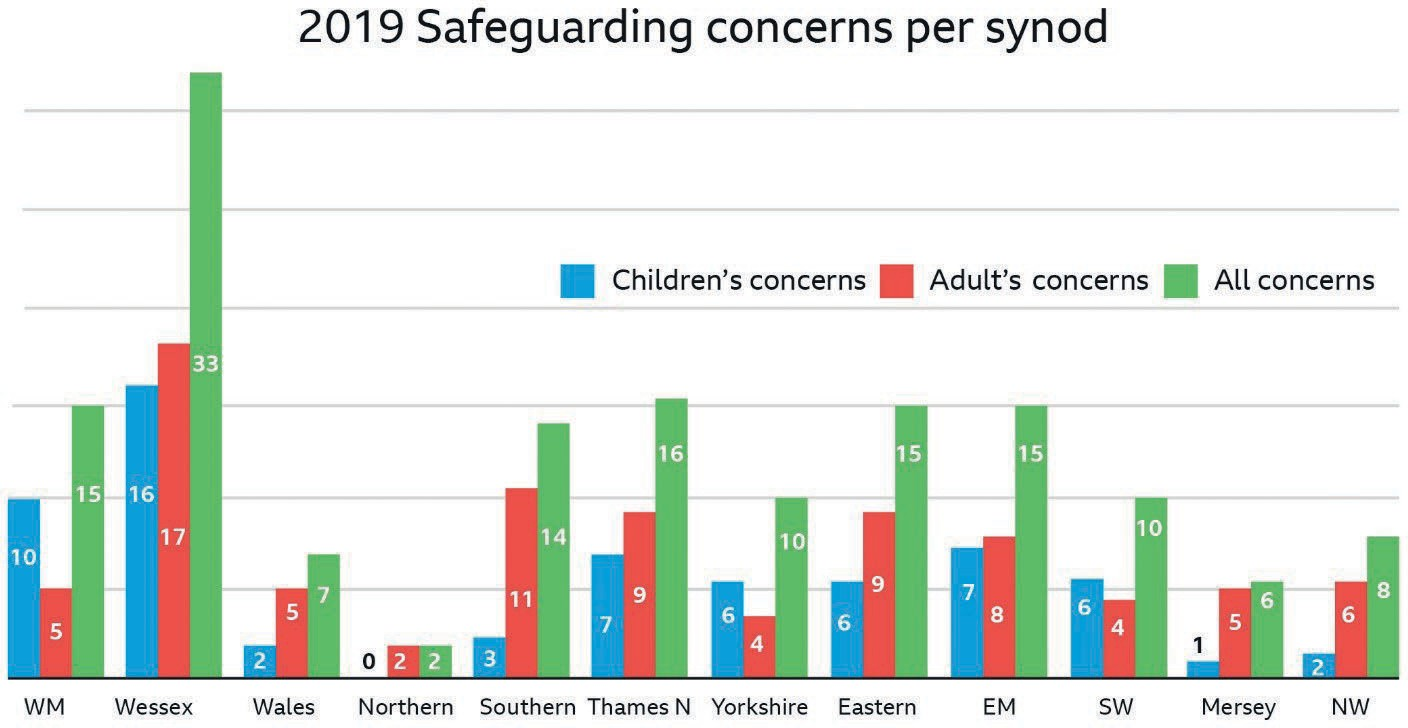 2019 Safeguarding concerns per synod
Children's concerns Adult's concerns All concerns
10 5 15
16 17 33
2 5 7
0 2 2
3 11 14
7 9 16
6 4 10
6 9 15
7 8 15
6 4 10
1 5 6
2 6 8
WM Wessex Wales Northern Southern Thames N Yorkshire Eastern EM SW Mersey NW